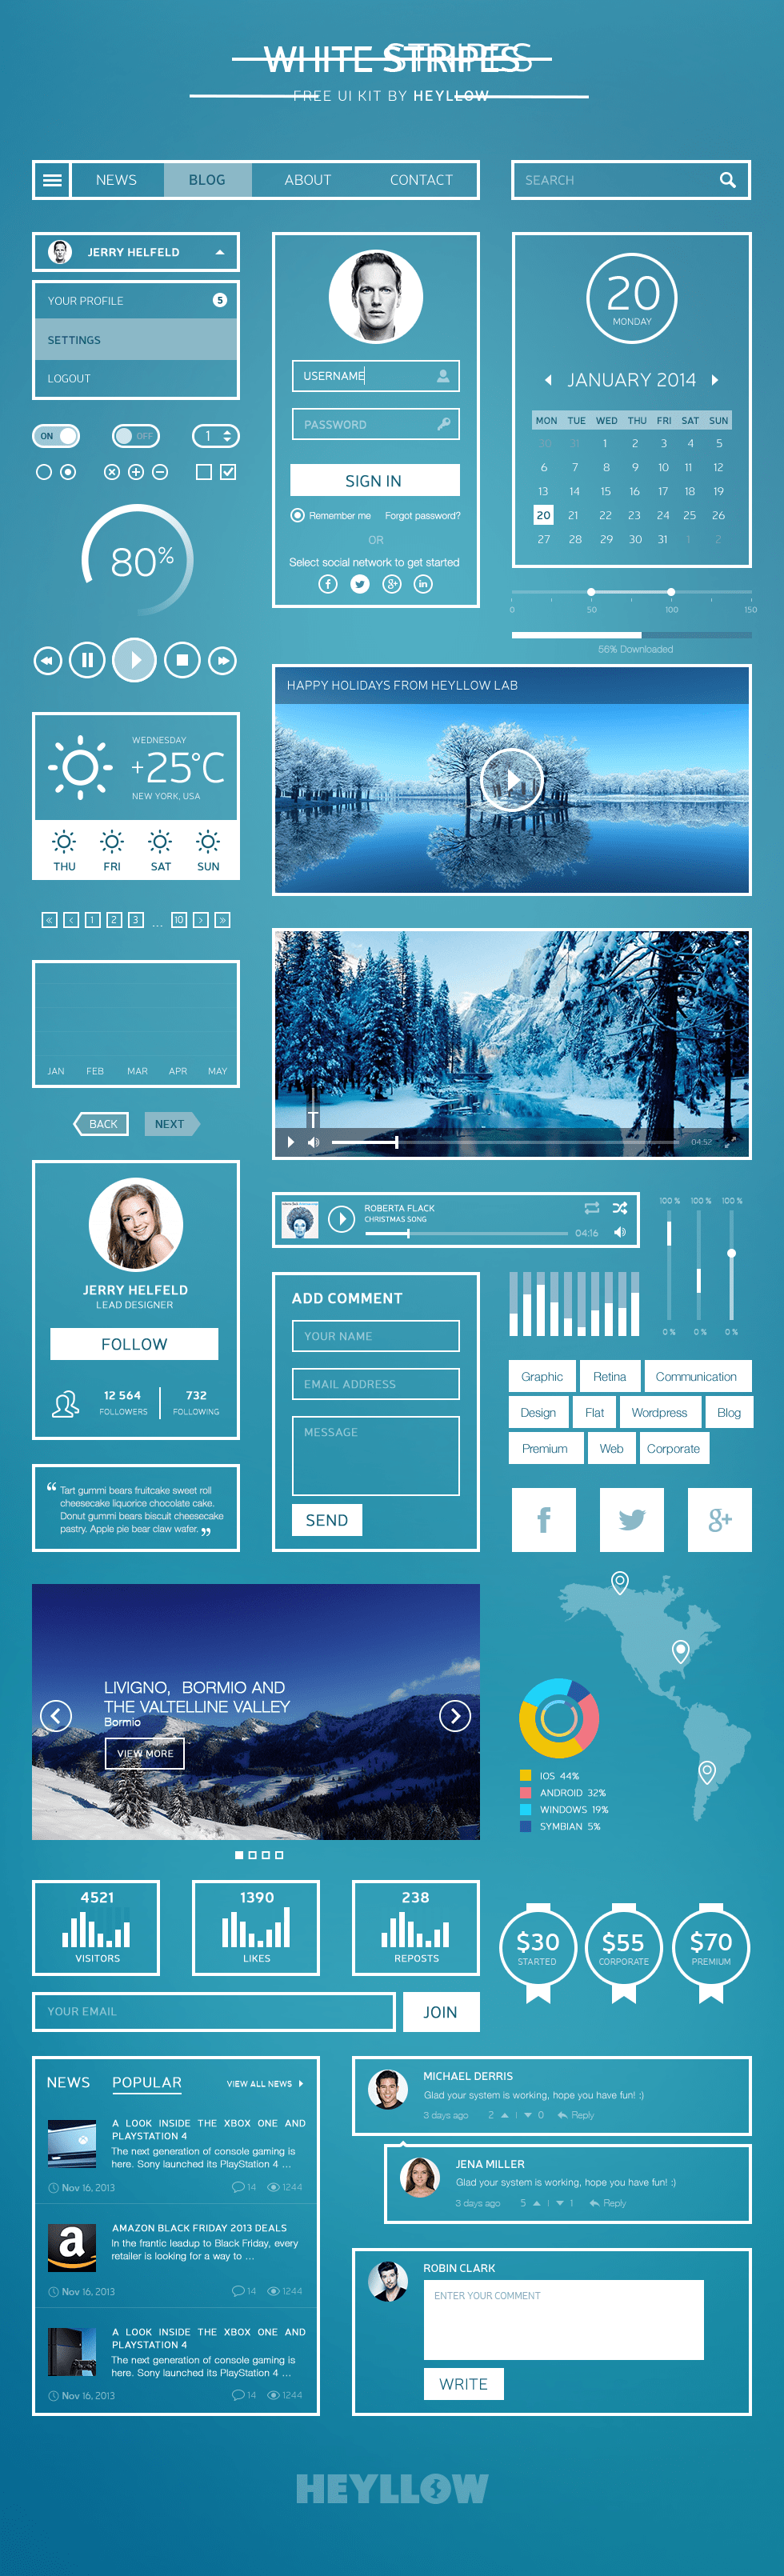 WHITE STRIPES
STRIPES
FREE UI KIT BY HEYLLOW
NEWS BLOG ABOUT CONTACT
SEARCH
JERRY HELFELD
YOUR PROFILE 5
SETTINGS
LOGOUT
ON OFF 1
80%
WEDNESDAY
+25°C
NEW YORK, USA
THU FRI SAT SUN
« < 1 2 3 ... 10 > »
JAN FEB MAR APR MAY
BACK NEXT
JERRY HELFELD
LEAD DESIGNER
FOLLOW
12 564 732
FOLLOWERS FOLLOWING
“ Tart gummi bears fruitcake sweet roll
cheesecake liquorice chocolate cake.
Donut gummi bears biscuit cheesecake
pastry. Apple pie bear claw wafer. ”
USERNAME
PASSWORD
SIGN IN
Remember me Forgot password?
OR
Select social network to get started
f g+ in
20
MONDAY
JANUARY 2014
MON TUE WED THU FRI SAT SUN
30 31 1 2 3 4 5
6 7 8 9 10 11 12
13 14 15 16 17 18 19
20 21 22 23 24 25 26
27 28 29 30 31 1 2
0 50 100 150
56% Downloaded
HAPPY HOLIDAYS FROM HEYLLOW LAB
04:52
ROBERTA FLACK
CHRISTMAS SONG
04:16
100 % 100 % 100 %
0 % 0 % 0 %
ADD COMMENT
YOUR NAME
EMAIL ADDRESS
MESSAGE
SEND
Graphic Retina Communication
Design Flat Wordpress Blog
Premium Web Corporate
f g+
LIVIGNO, BORMIO AND
THE VALTELLINE VALLEY
Bormio
VIEW MORE
IOS 44%
ANDROID 32%
WINDOWS 19%
SYMBIAN 5%
4521 1390 238
VISITORS LIKES REPOSTS
$30 $55 $70
STARTED CORPORATE PREMIUM
YOUR EMAIL JOIN
NEWS POPULAR VIEW ALL NEWS
A LOOK INSIDE THE XBOX ONE AND
PLAYSTATION 4
The next generation of console gaming is
here. Sony launched its PlayStation 4 ...
Nov 16, 2013 14 1244
AMAZON BLACK FRIDAY 2013 DEALS
In the frantic leadup to Black Friday, every
retailer is looking for a way to ...
Nov 16, 2013 14 1244
A LOOK INSIDE THE XBOX ONE AND
PLAYSTATION 4
The next generation of console gaming is
here. Sony launched its PlayStation 4 ...
Nov 16, 2013 14 1244
MICHAEL DERRIS
Glad your system is working, hope you have fun! :)
3 days ago 2 | 0 Reply
JENA MILLER
Glad your system is working, hope you have fun! :)
3 days ago 5 | 1 Reply
ROBIN CLARK
ENTER YOUR COMMENT
WRITE
HEYLLOW